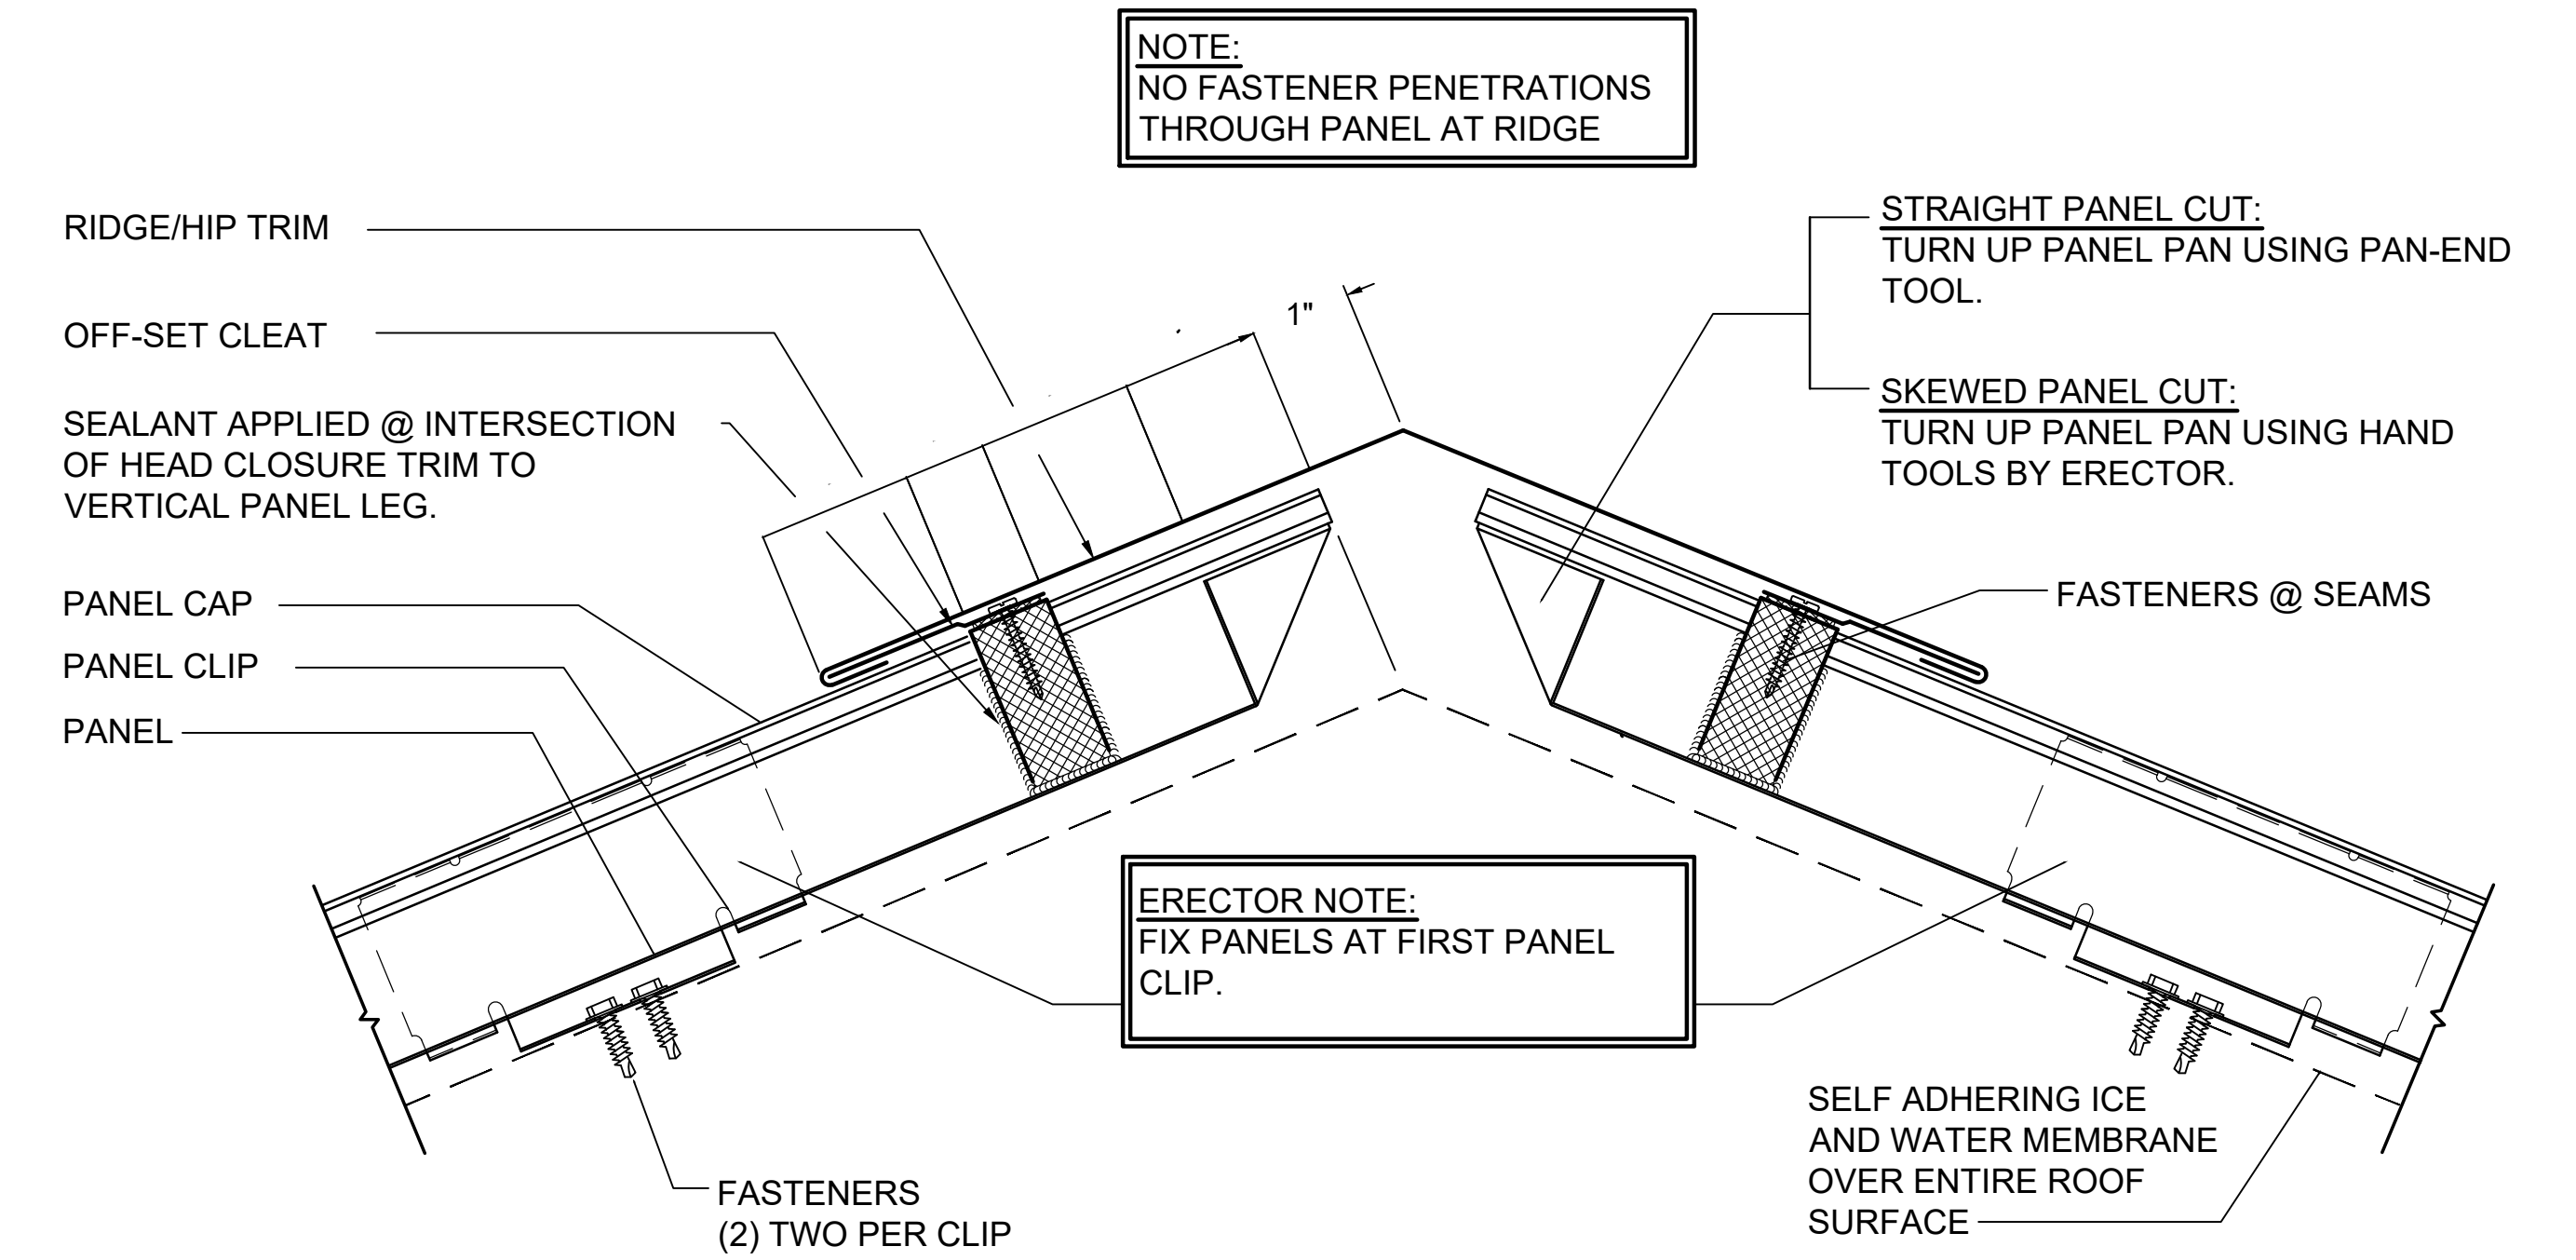 NOTE:
NO FASTENER PENETRATIONS
THROUGH PANEL AT RIDGE
RIDGE/HIP TRIM
OFF-SET CLEAT
SEALANT APPLIED @ INTERSECTION
OF HEAD CLOSURE TRIM TO
VERTICAL PANEL LEG.
PANEL CAP
PANEL CLIP
PANEL
1"
STRAIGHT PANEL CUT:
TURN UP PANEL PAN USING PAN-END
TOOL.
SKEWED PANEL CUT:
TURN UP PANEL PAN USING HAND
TOOLS BY ERECTOR.
FASTENERS @ SEAMS
ERECTOR NOTE:
FIX PANELS AT FIRST PANEL
CLIP.
FASTENERS
(2) TWO PER CLIP
SELF ADHERING ICE
AND WATER MEMBRANE
OVER ENTIRE ROOF
SURFACE